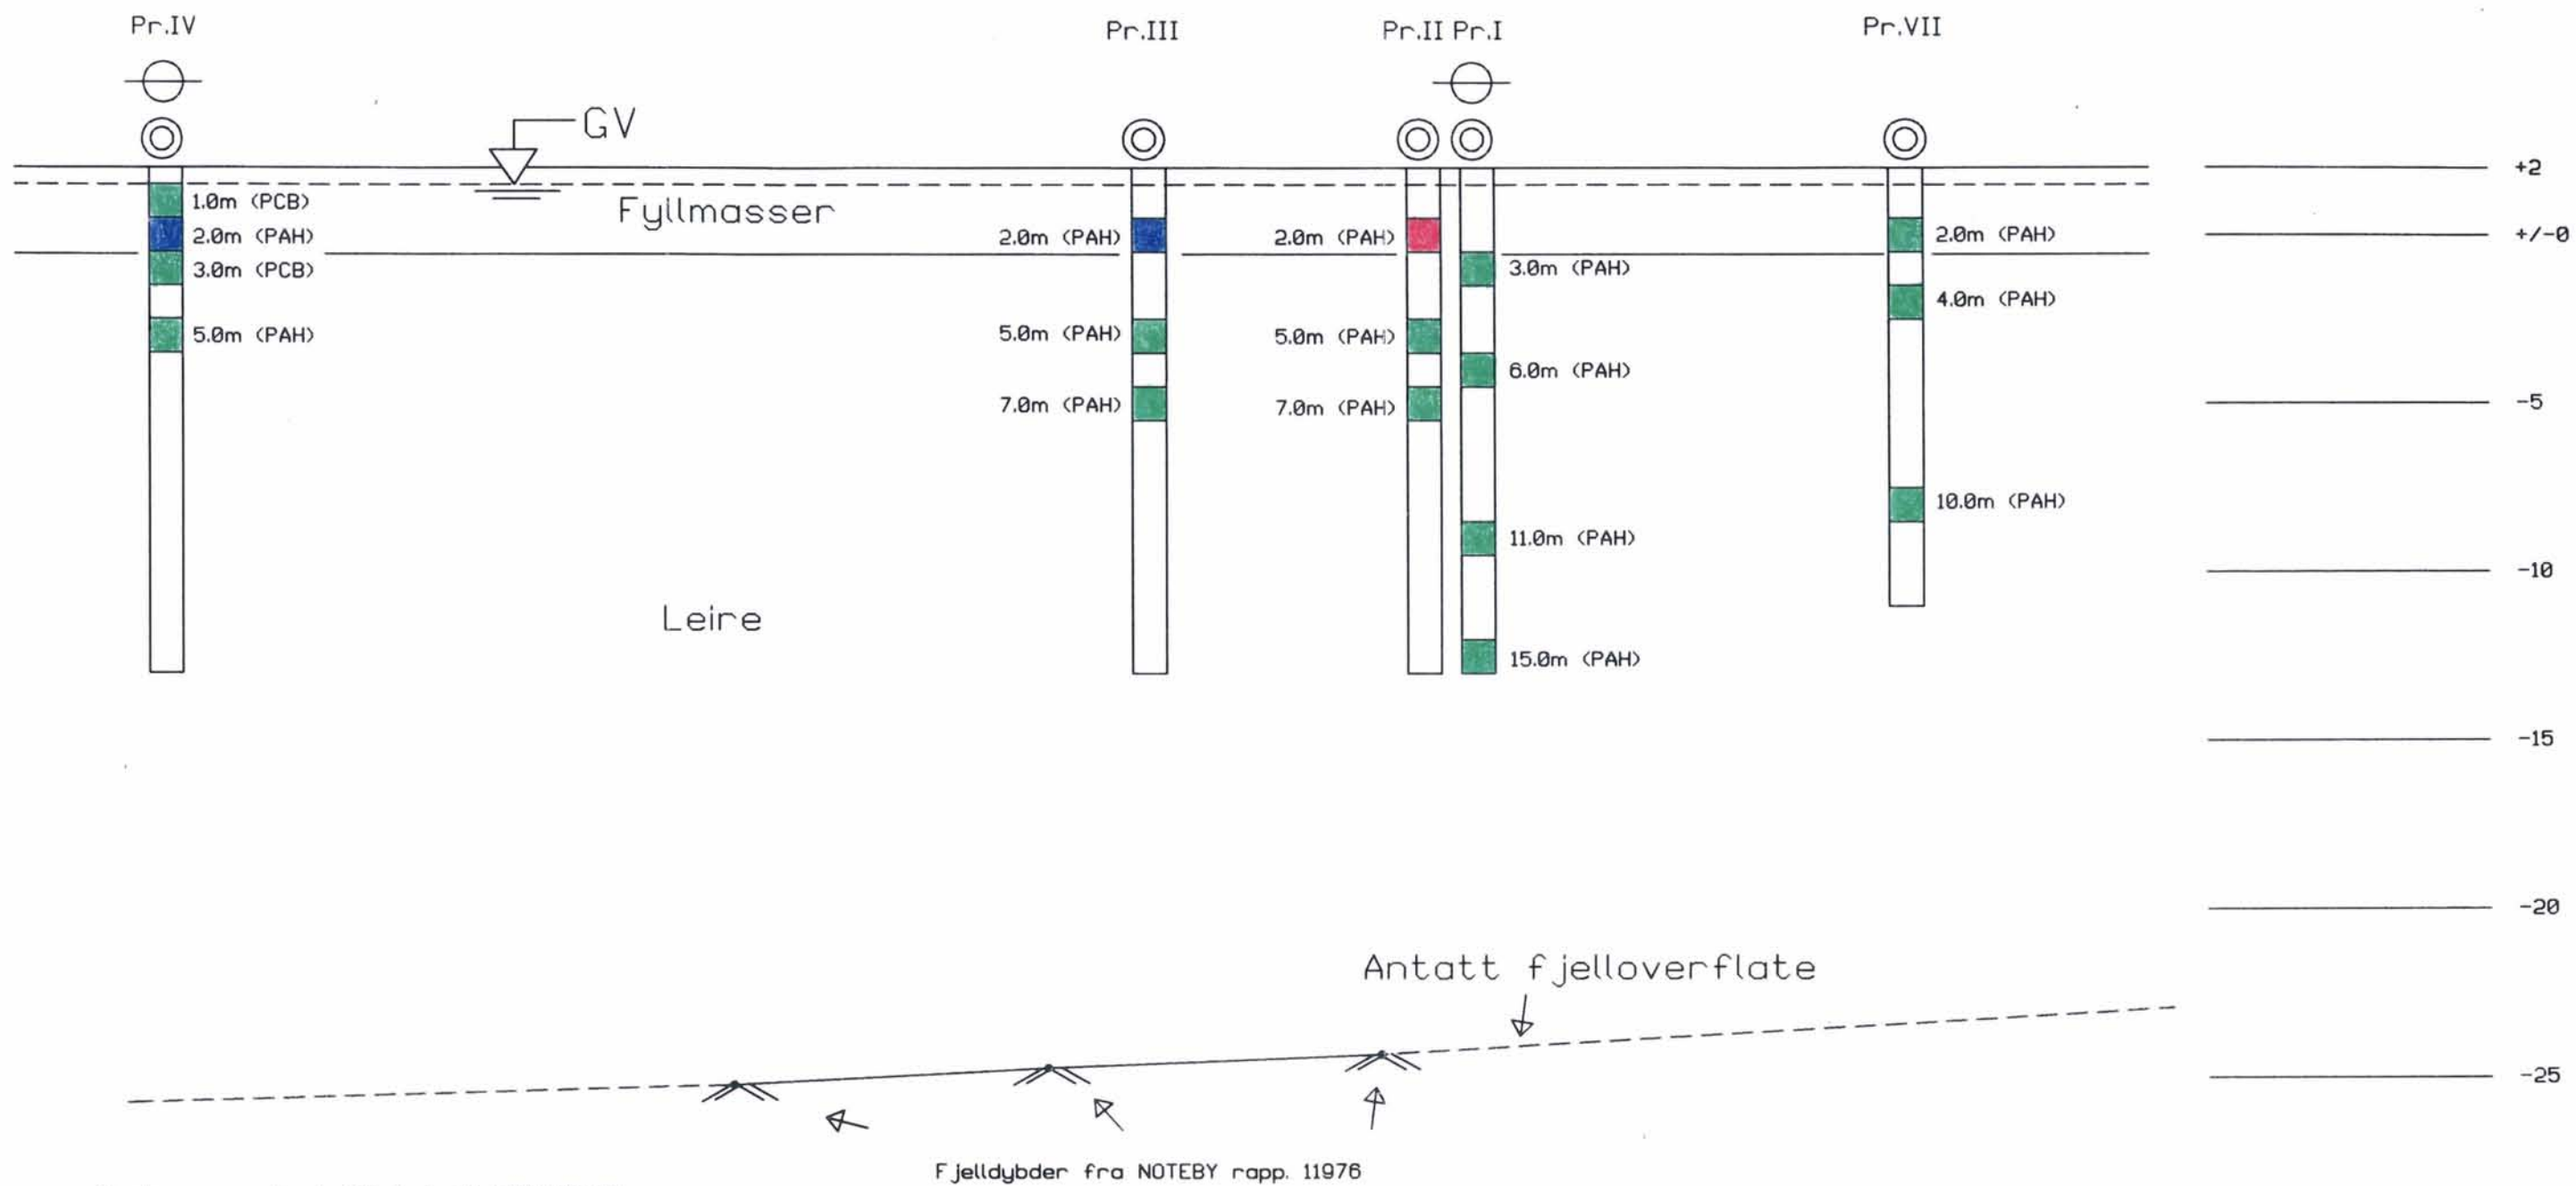 Pr.IV
Pr.III
Pr.II Pr.I
Pr.VII
GV
+2
Fyllmasser
1.0m (PCB)
2.0m (PAH)
3.0m (PCB)
5.0m (PAH)
2.0m (PAH)
5.0m (PAH)
7.0m (PAH)
2.0m (PAH)
5.0m (PAH)
7.0m (PAH)
3.0m (PAH)
6.0m (PAH)
11.0m (PAH)
15.0m (PAH)
2.0m (PAH)
4.0m (PAH)
10.0m (PAH)
+/-0
-5
-10
Leire
-15
-20
Antatt fjelloverflate
-25
Fjelldybder fra NOTEBY rapp. 11976